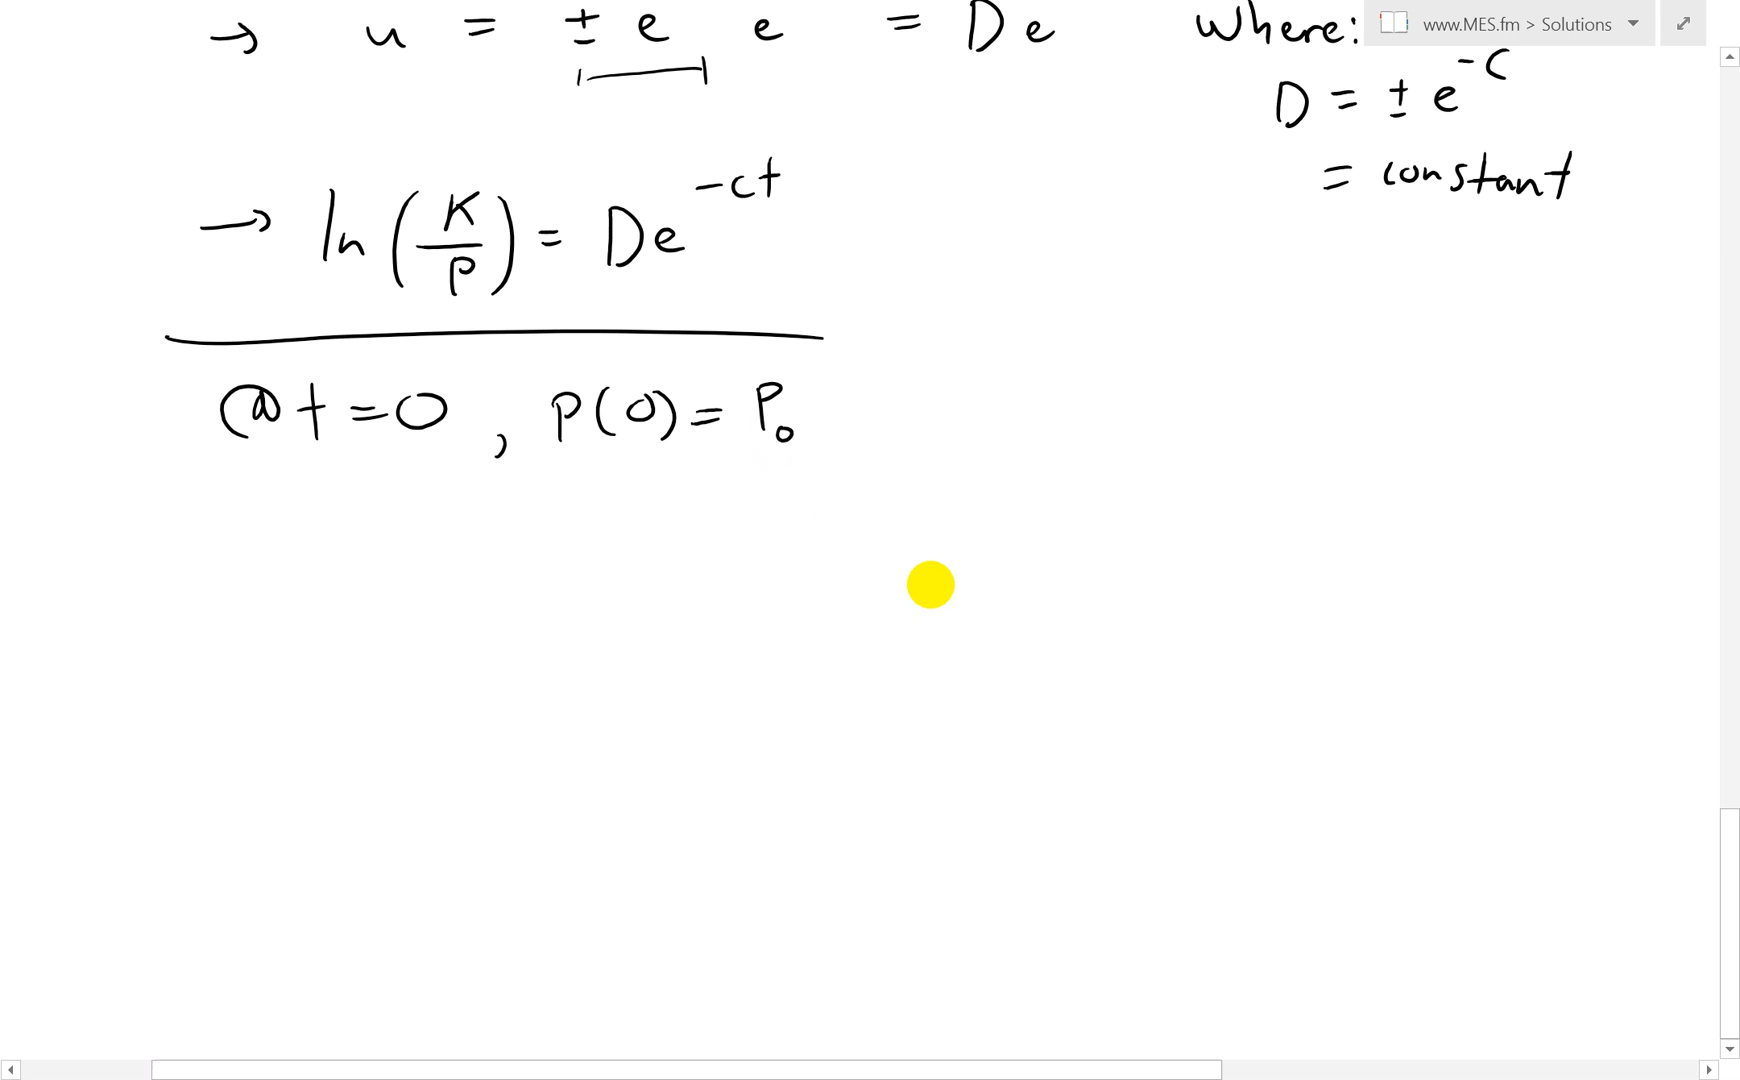 → u = ± e e = D e where:
www.MES.fm > Solutions
D = ± e^-C
= constant
→ ln(K/P) = De^-ct
@ t = 0 , P(0) = P₀